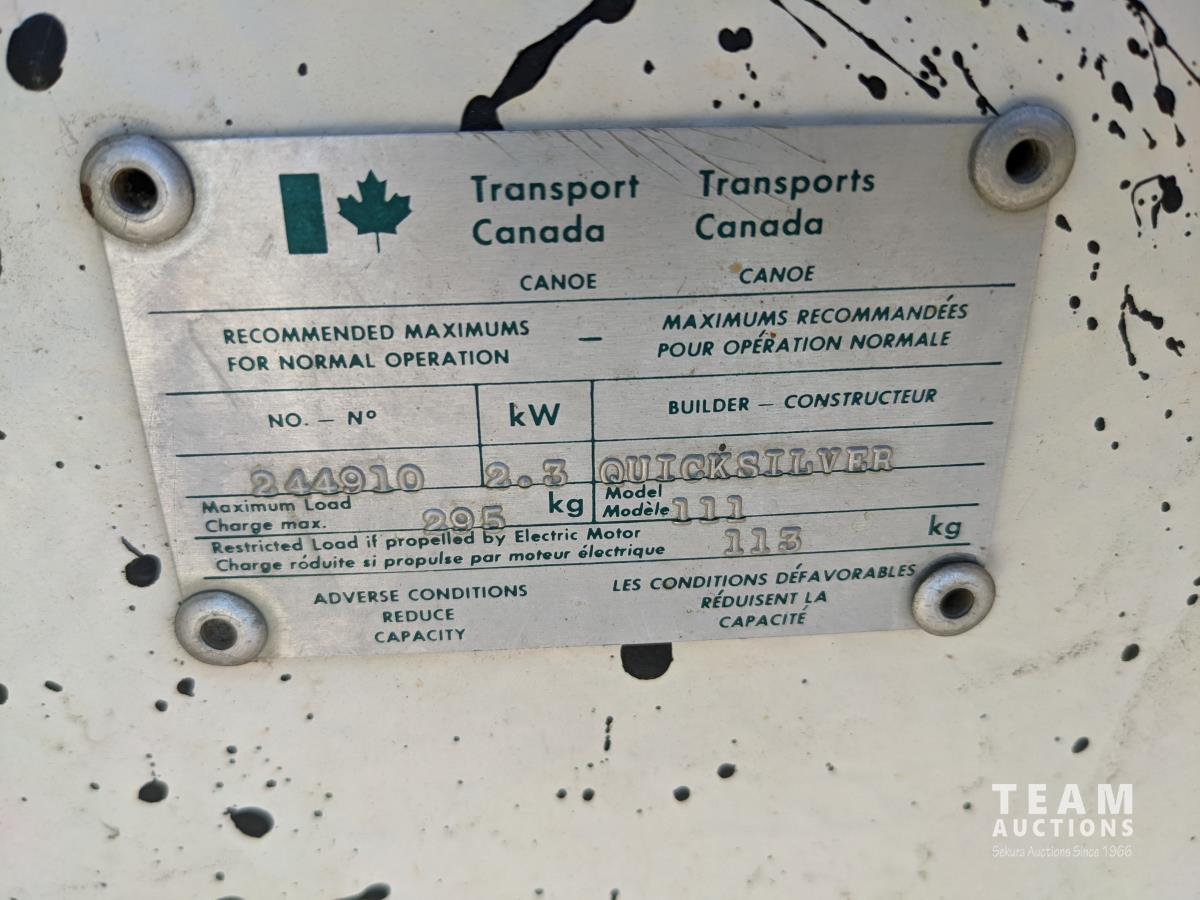 Transport Canada
Transports Canada
CANOE
CANOE
RECOMMENDED MAXIMUMS
FOR NORMAL OPERATION
—
MAXIMUMS RECOMMANDÉES
POUR OPÉRATION NORMALE
NO. — Nº
kW
BUILDER — CONSTRUCTEUR
244910
2.3
QUICKSILVER
Maximum Load
Charge max.
295 kg
Model
Modèle 111
Restricted Load if propelled by Electric Motor
Charge réduite si propulse par moteur électrique
113 kg
ADVERSE CONDITIONS
REDUCE
CAPACITY
LES CONDITIONS DÉFAVORABLES
RÉDUISENT LA
CAPACITÉ
TEAM
AUCTIONS
Sekura Auctions Since 1966